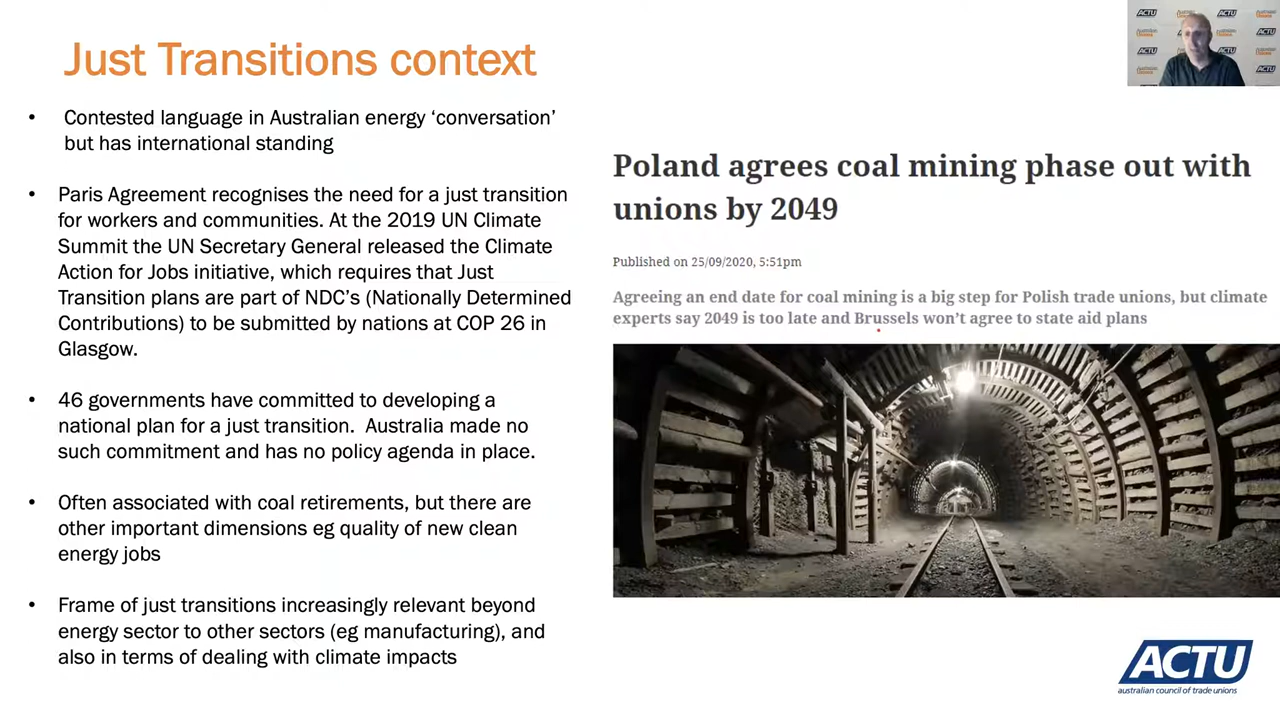 Just Transitions context
• Contested language in Australian energy ‘conversation’
but has international standing
• Paris Agreement recognises the need for a just transition
for workers and communities. At the 2019 UN Climate
Summit the UN Secretary General released the Climate
Action for Jobs initiative, which requires that Just
Transition plans are part of NDC’s (Nationally Determined
Contributions) to be submitted by nations at COP 26 in
Glasgow.
• 46 governments have committed to developing a
national plan for a just transition.  Australia made no
such commitment and has no policy agenda in place.
• Often associated with coal retirements, but there are
other important dimensions eg quality of new clean
energy jobs
• Frame of just transitions increasingly relevant beyond
energy sector to other sectors (eg manufacturing), and
also in terms of dealing with climate impacts
Poland agrees coal mining phase out with
unions by 2049
Published on 25/09/2020, 5:51pm
Agreeing an end date for coal mining is a big step for Polish trade unions, but climate
experts say 2049 is too late and Brussels won’t agree to state aid plans
ACTU
australian council of trade unions
ACTU
ACTU
ACTU
ACTU
ACTU